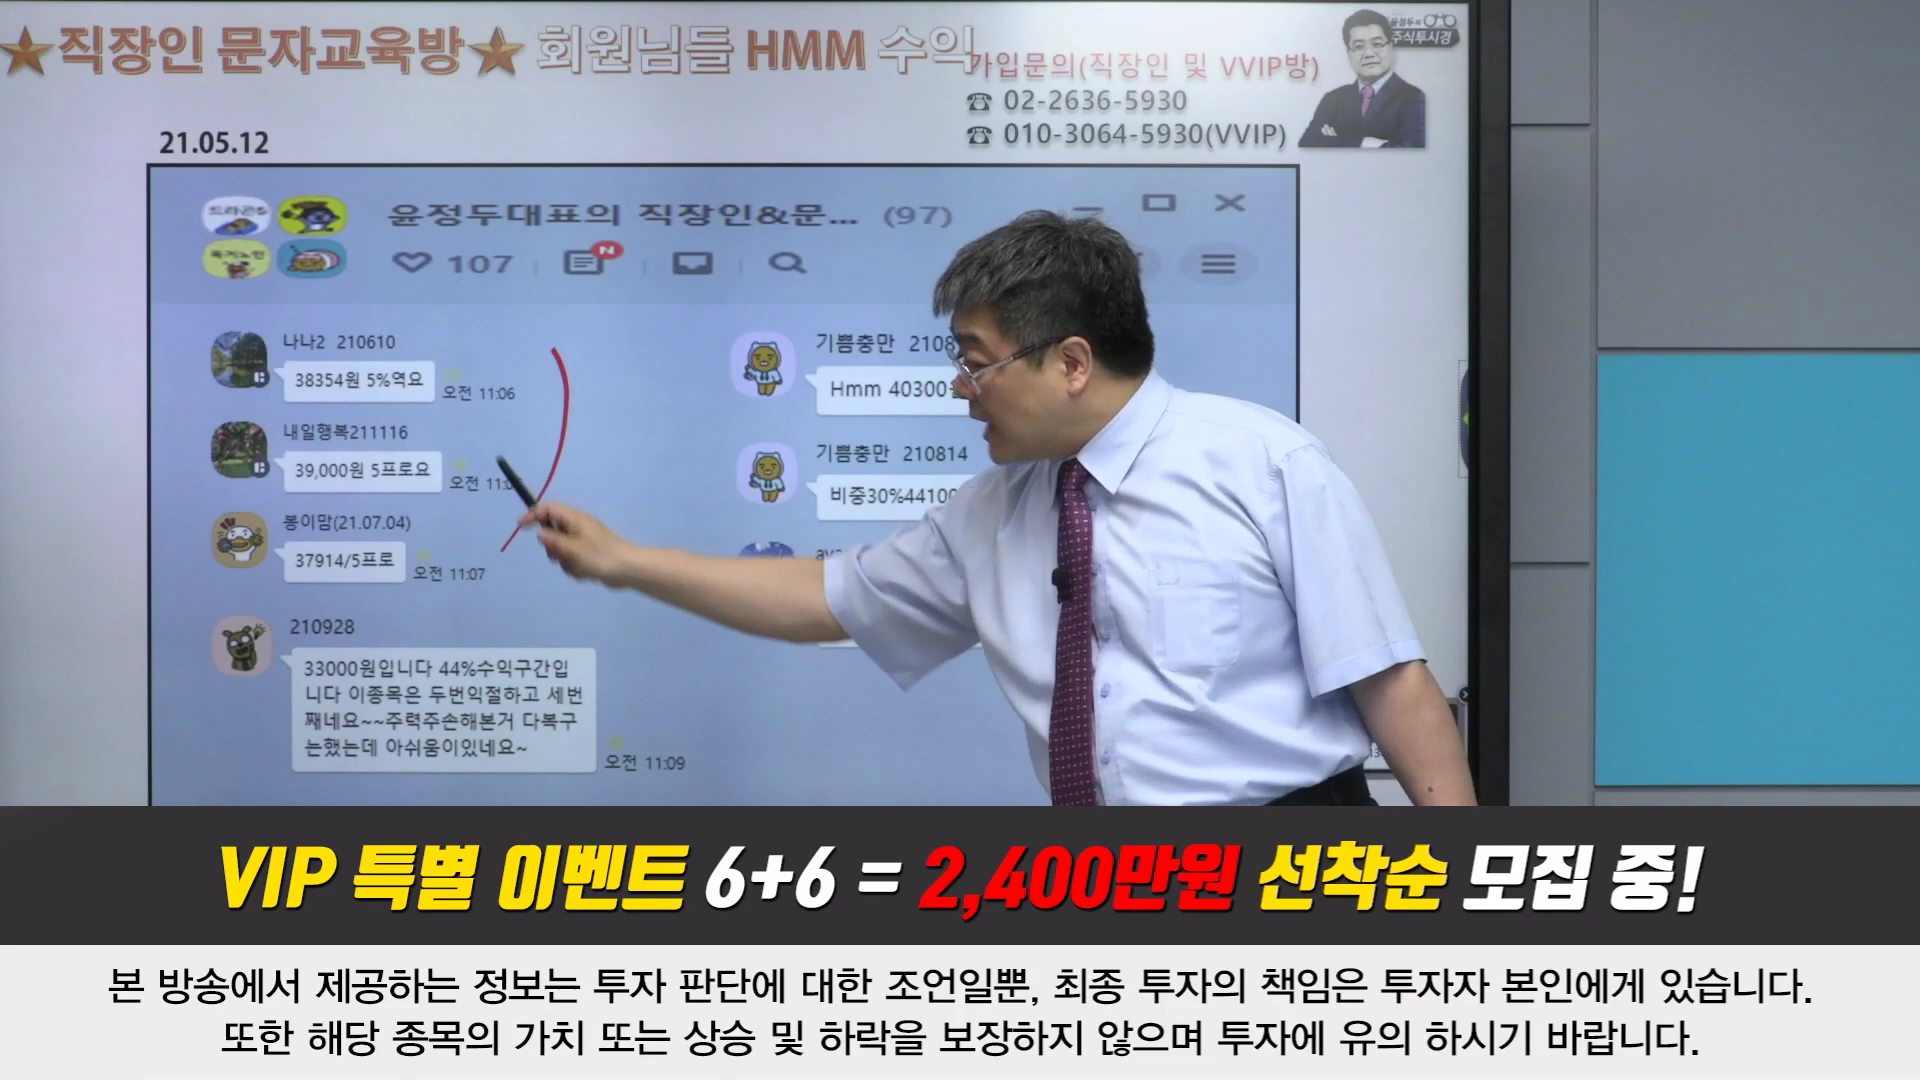 ★직장인 문자교육방★ 회원님들 HMM 수익
가입문의(직장인 및 VVIP방)
☎ 02-2636-5930
☎ 010-3064-5930(VVIP)
윤정두의
주식투시경
21.05.12
윤정두대표의 직장인&문... (97)
107
N
나나2 210610
38354원 5%역요
오전 11:06
내일행복211116
39,000원 5프로요
오전
봉이맘(21.07.04)
37914/5프로
오전 11:07
210928
33000원입니다 44%수익구간입
니다 이종목은 두번익절하고 세번
째네요~~주력주손해본거 다복구
는했는데 아쉬움이있네요~
오전 11:09
기쁨충만
Hmm 40300
기쁨충만 210814
비중30%44100
VIP 특별 이벤트 6+6 = 2,400만원 선착순 모집 중!
본 방송에서 제공하는 정보는 투자 판단에 대한 조언일뿐, 최종 투자의 책임은 투자자 본인에게 있습니다.
또한 해당 종목의 가치 또는 상승 및 하락을 보장하지 않으며 투자에 유의 하시기 바랍니다.